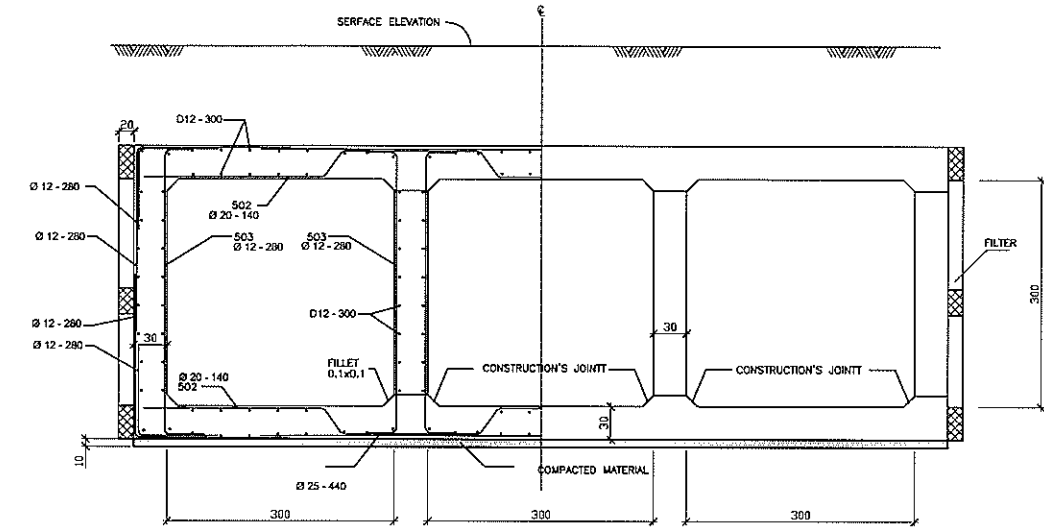 ℄
SERFACE ELEVATION
20
D12 - 300
Ø 12 - 280
502
Ø 20 - 140
Ø 12 - 280
503
Ø 12 - 280
503
Ø 12 - 280
FILTER
300
D12 - 300
Ø 12 - 280
30
30
Ø 12 - 280
FILLET
0,1x0,1
CONSTRUCTION'S JOINTT
CONSTRUCTION'S JOINTT
Ø 20 - 140
502
30
10
COMPACTED MATERIAL
Ø 25 - 440
300
300
300